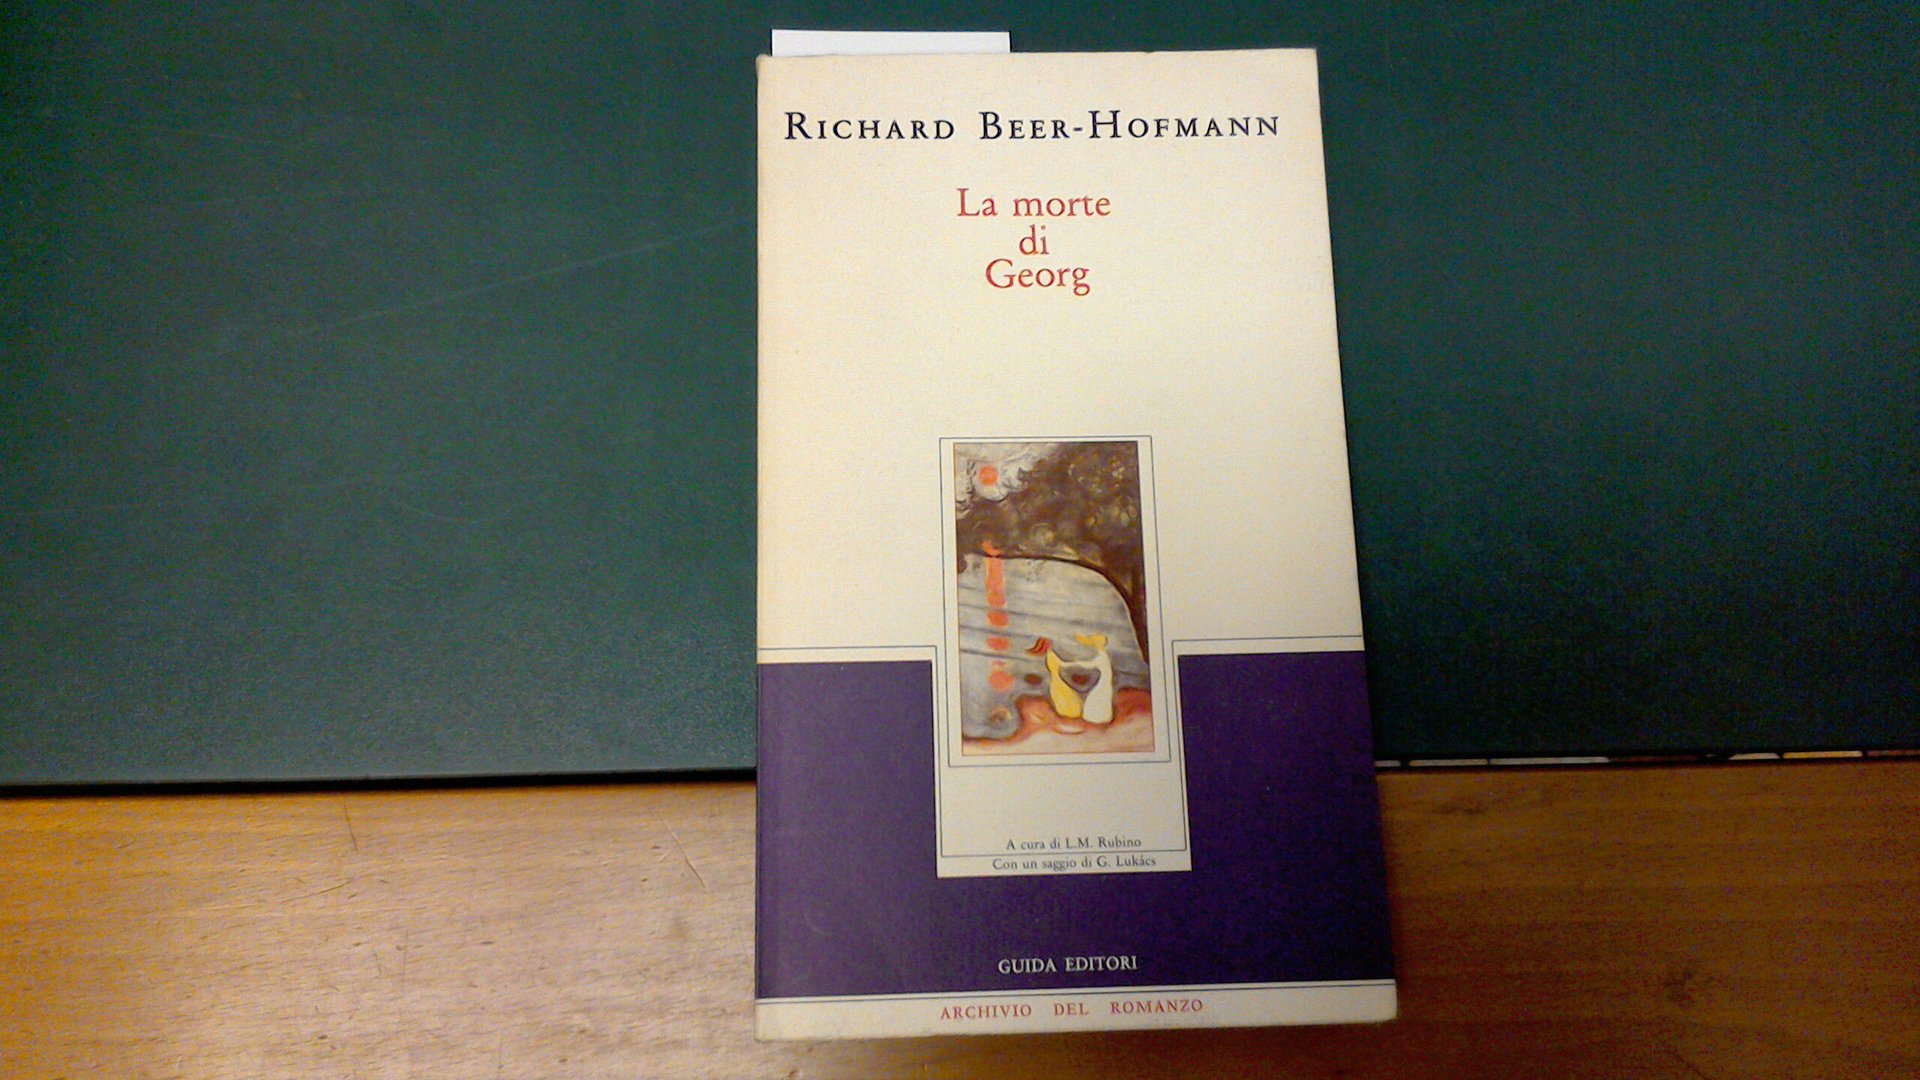 RICHARD BEER-HOFMANN
La morte
di
Georg
A cura di L.M. Rubino
Con un saggio di G. Lukács
GUIDA EDITORI
ARCHIVIO DEL ROMANZO